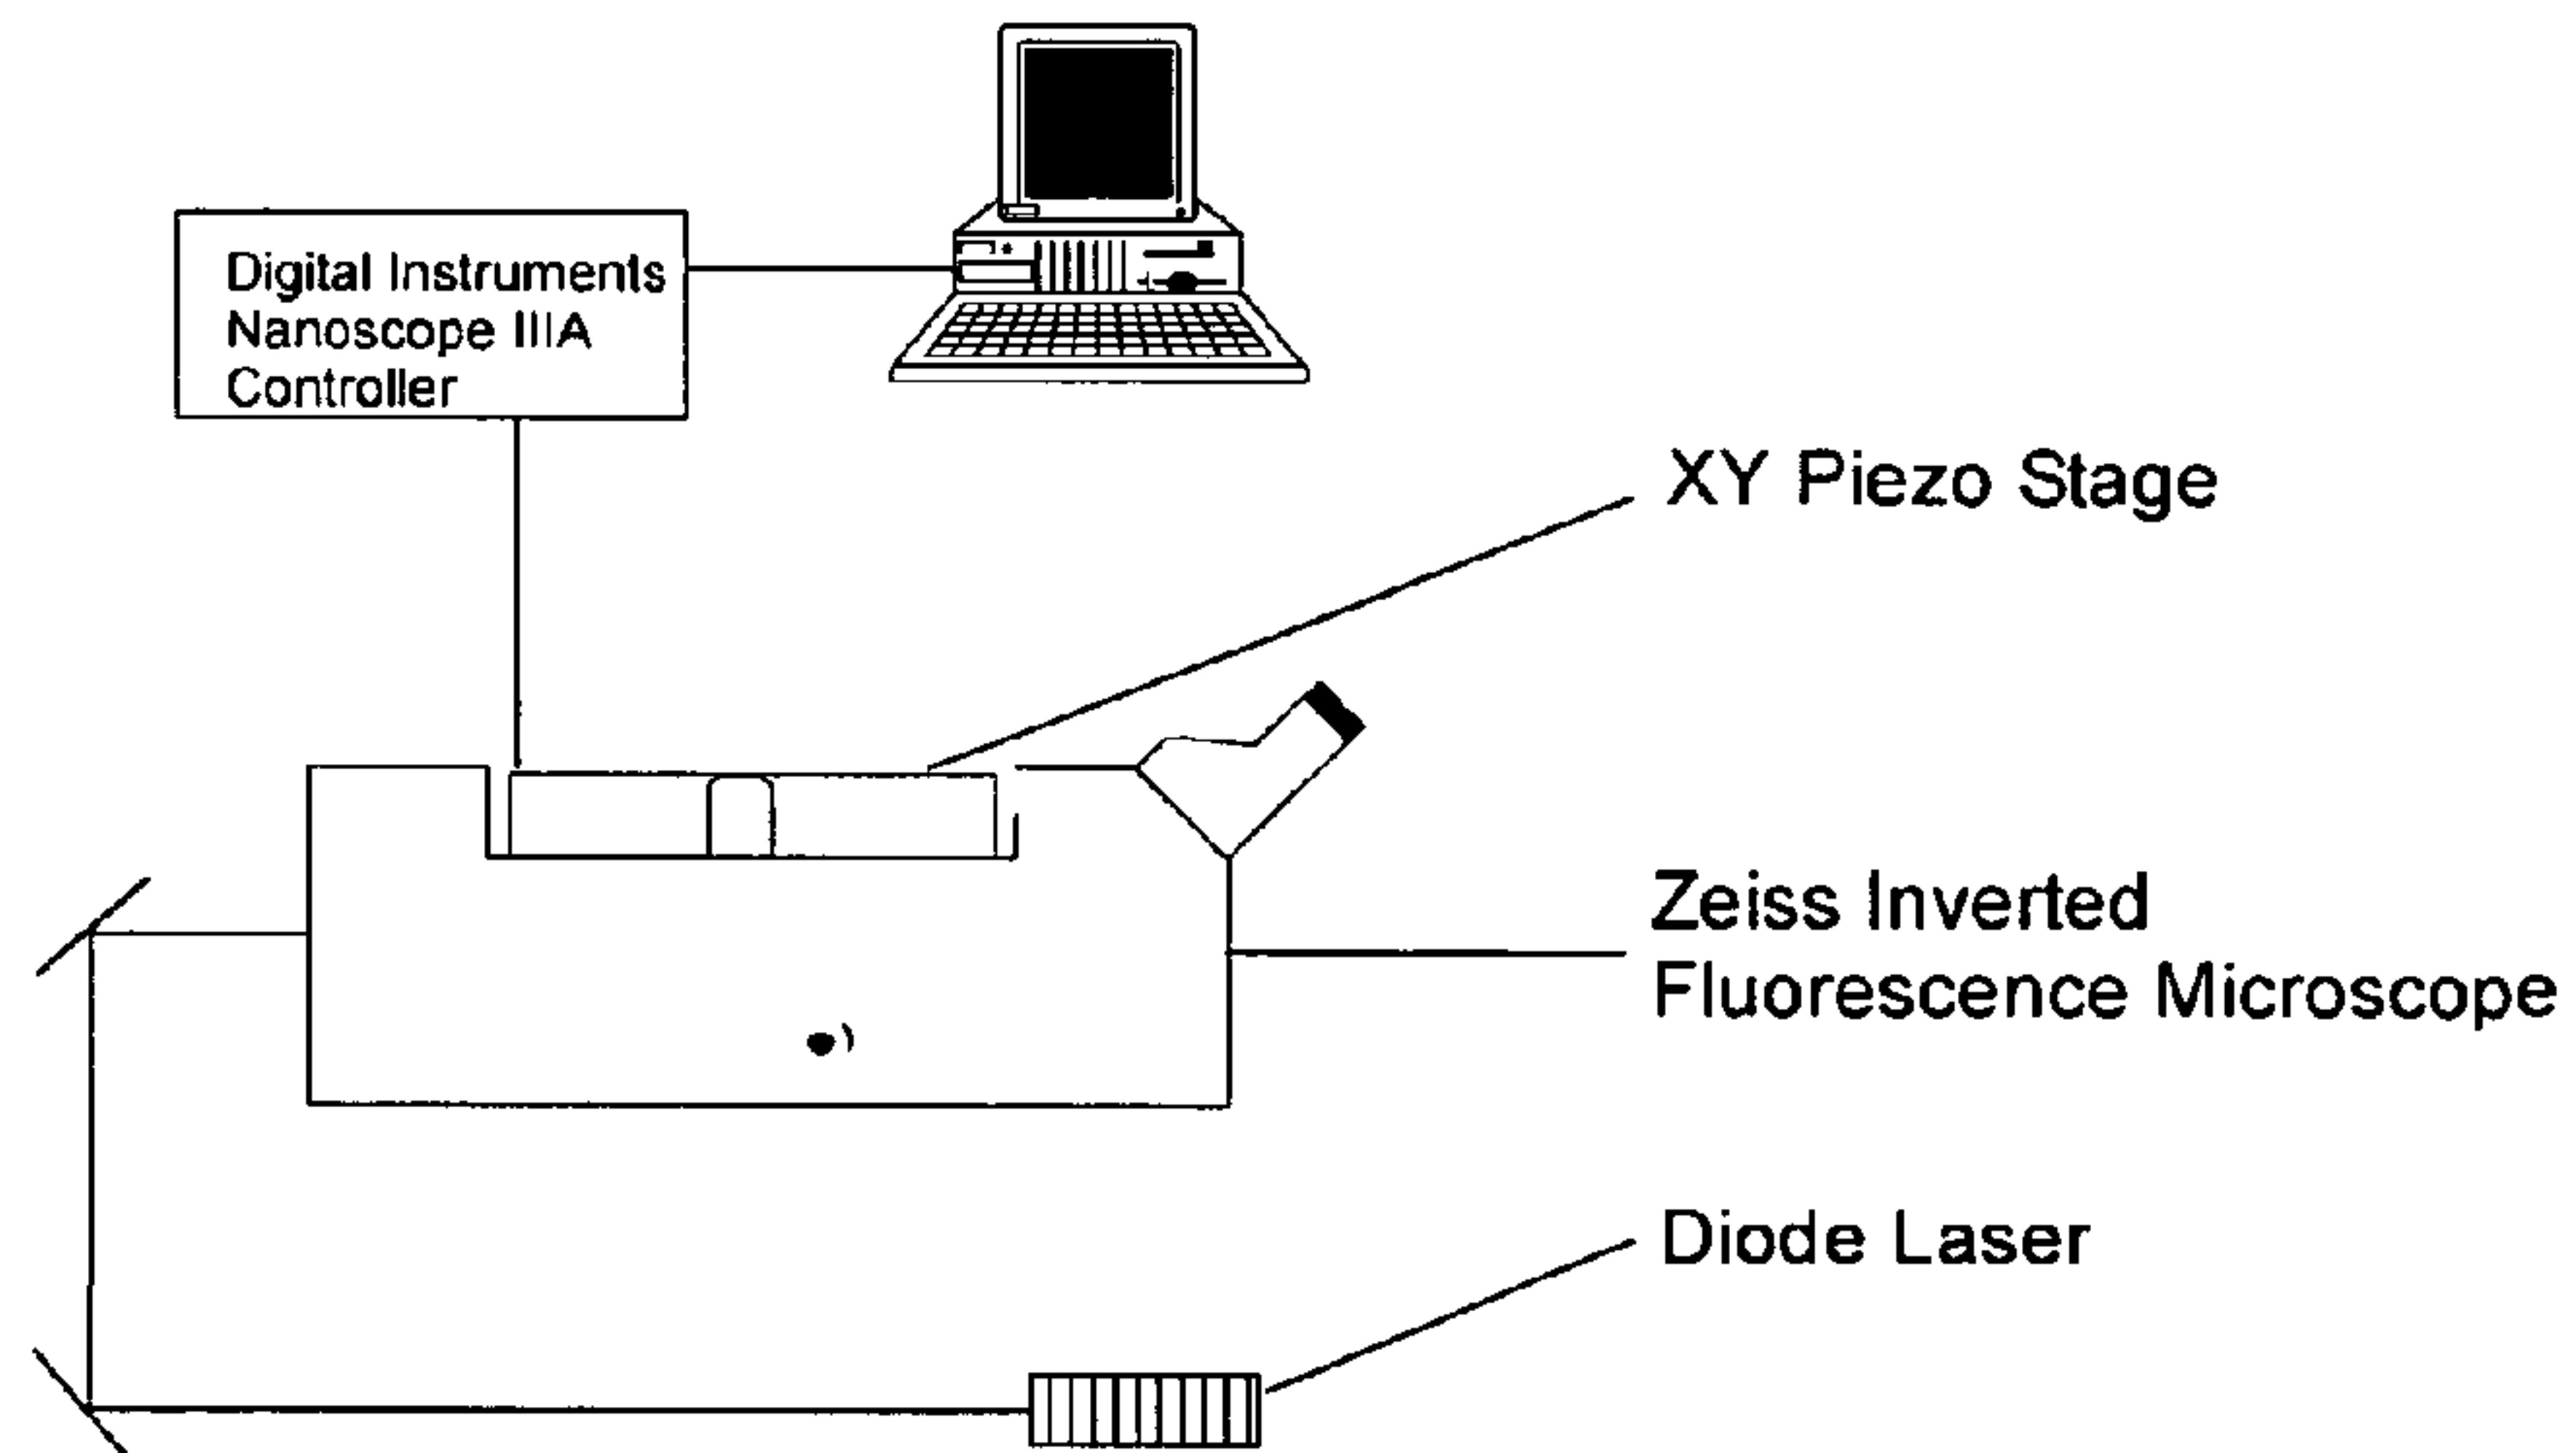 Digital Instruments
Nanoscope IIIA
Controller
XY Piezo Stage
Zeiss Inverted
Fluorescence Microscope
Diode Laser